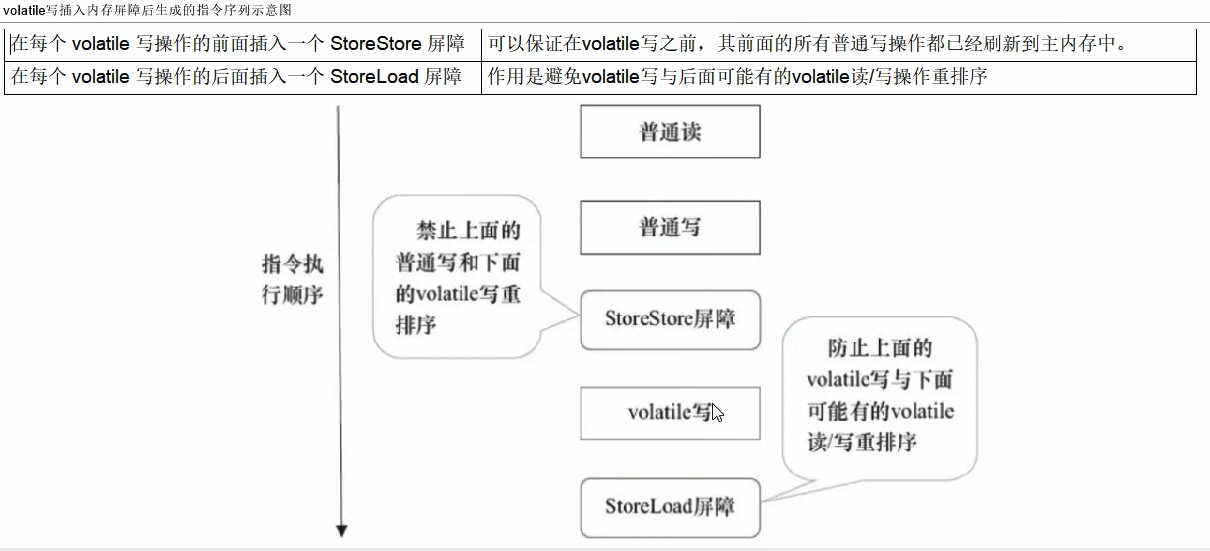 volatile写插入内存屏障后生成的指令序列示意图
在每个 volatile 写操作的前面插入一个 StoreStore 屏障
可以保证在volatile写之前，其前面的所有普通写操作都已经刷新到主内存中。
在每个 volatile 写操作的后面插入一个 StoreLoad 屏障
作用是避免volatile写与后面可能有的volatile读/写操作重排序
普通读
普通写
禁止上面的
普通写和下面
的volatile写重
排序
指令执
行顺序
StoreStore屏障
防止上面的
volatile写与下面
可能有的volatile
读/写重排序
volatile写
StoreLoad屏障